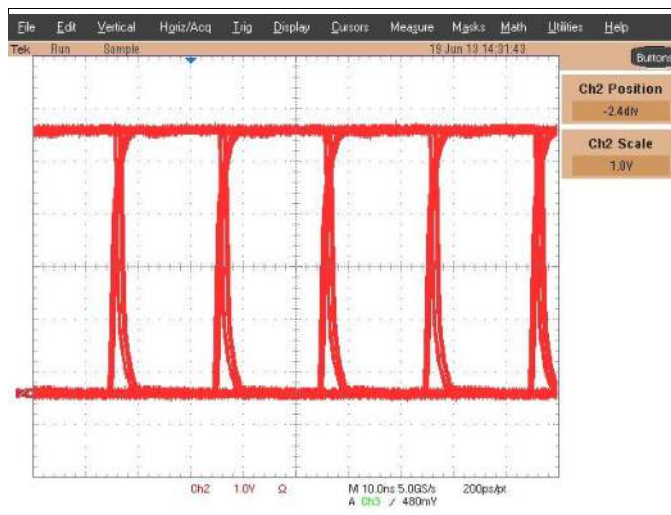 File Edit Vertical Horiz/Acq Trig Display Cursors Measure Masks Math Utilities Help
Tek Run Sample 19 Jun 13 14:31:43
Buttons
Ch2 Position
-2.4div
Ch2 Scale
1.0V
Ch2 1.0V Ω M 10.0ns 5.0GS/s 200ps/pt
A Ch3 ∕ 480mV